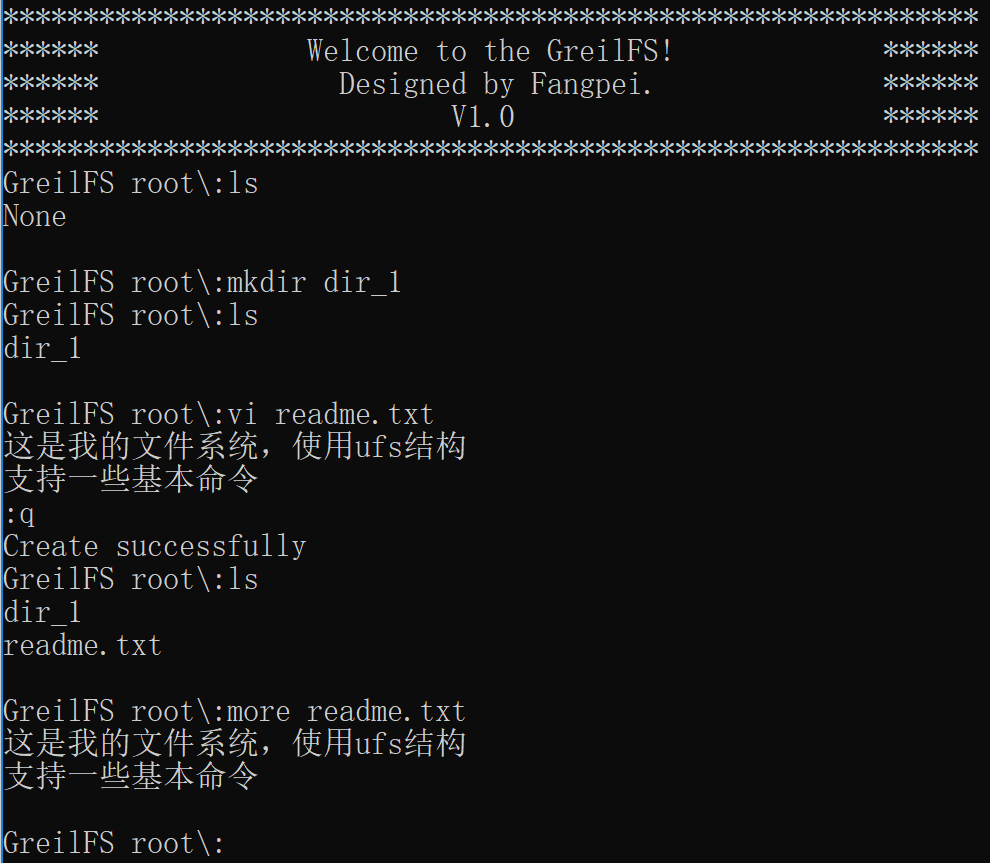 *************************************************************
****** Welcome to the GreilFS! ******
****** Designed by Fangpei. ******
****** V1.0 ******
*************************************************************
GreilFS root\:ls
None
GreilFS root\:mkdir dir_1
GreilFS root\:ls
dir_1
GreilFS root\:vi readme.txt
这是我的文件系统，使用ufs结构
支持一些基本命令
:q
Create successfully
GreilFS root\:ls
dir_1
readme.txt
GreilFS root\:more readme.txt
这是我的文件系统，使用ufs结构
支持一些基本命令
GreilFS root\: